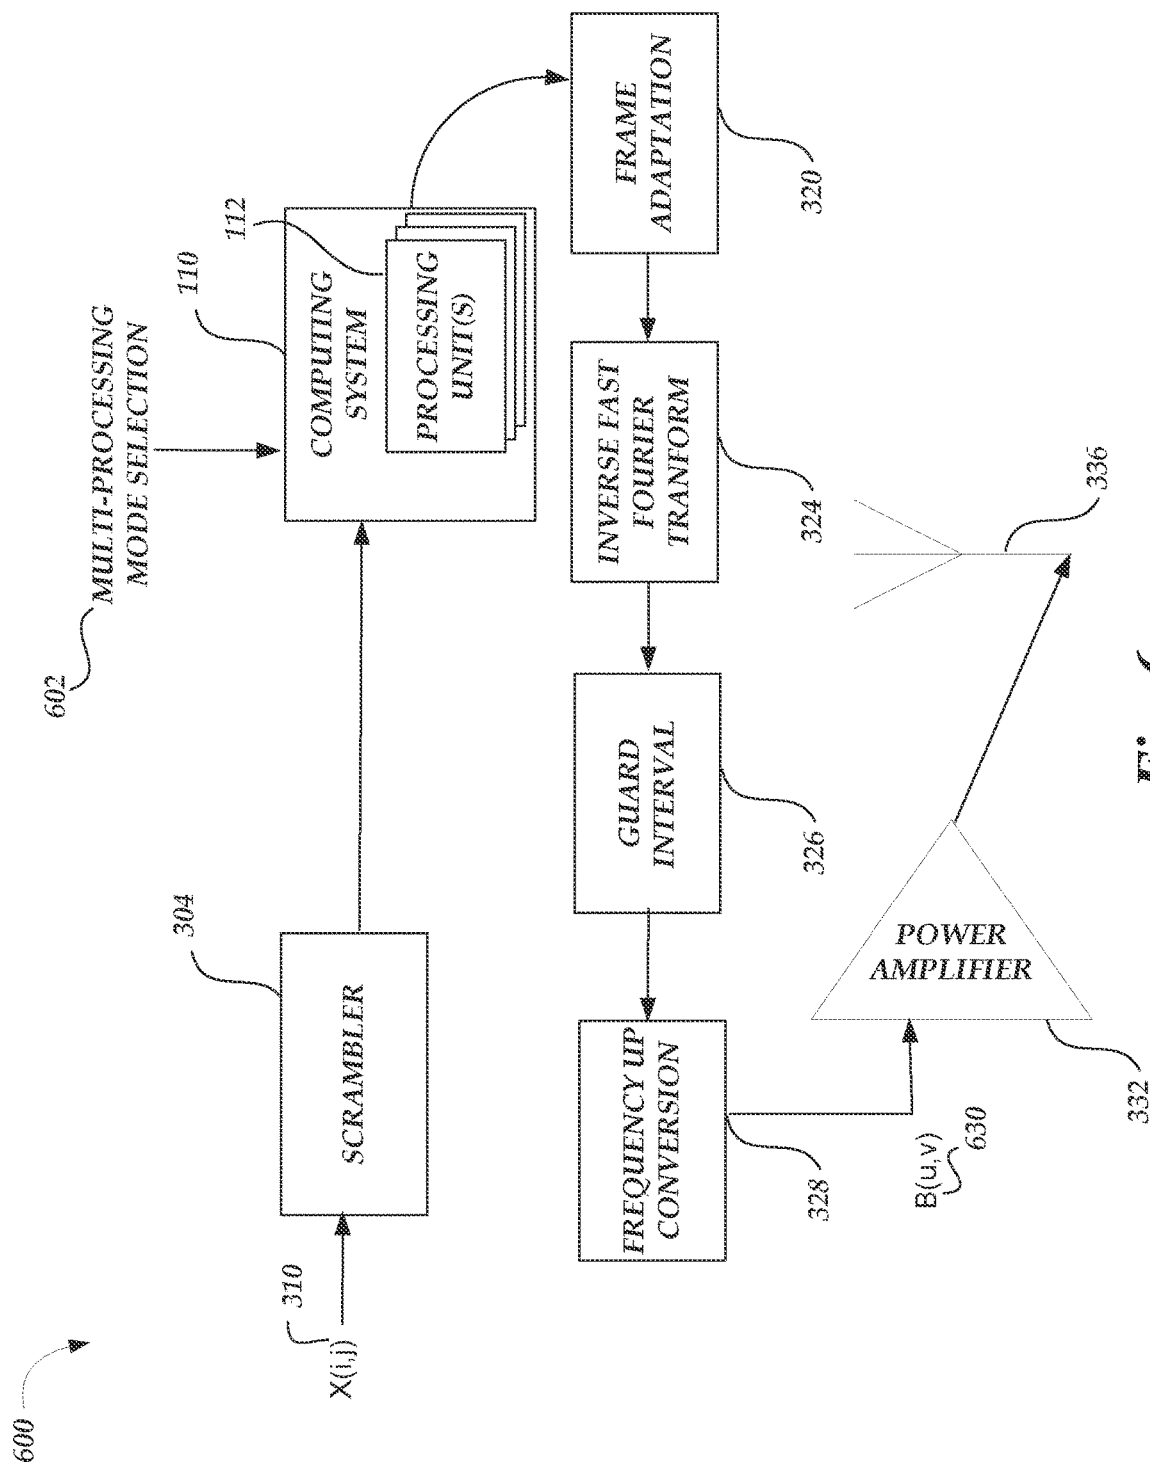 600
602
MULTI-PROCESSING
MODE SELECTION
X(i,j)
310
SCRAMBLER
304
COMPUTING
SYSTEM
110
PROCESSING
UNIT(S)
112
FREQUENCY UP
CONVERSION
328
GUARD
INTERVAL
326
INVERSE FAST
FOURIER
TRANFORM
324
FRAME
ADAPTATION
320
B(u,v)
630
POWER
AMPLIFIER
332
336